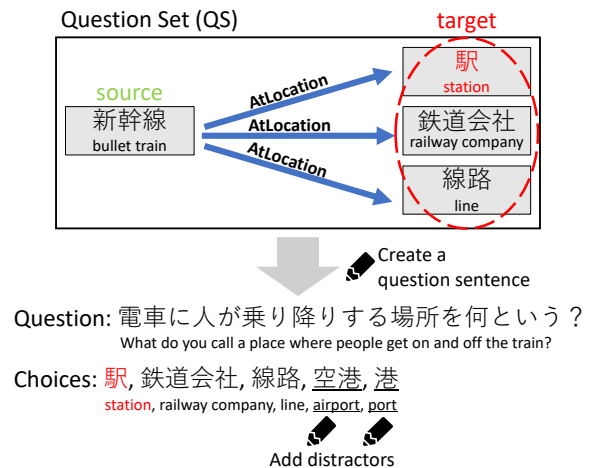 Question Set (QS)
target
source
新幹線
bullet train
AtLocation
AtLocation
AtLocation
駅
station
鉄道会社
railway company
線路
line
Create a
question sentence
Question: 電車に人が乗り降りする場所を何という？
What do you call a place where people get on and off the train?
Choices: 駅, 鉄道会社, 線路, 空港, 港
station, railway company, line, airport, port
Add distractors